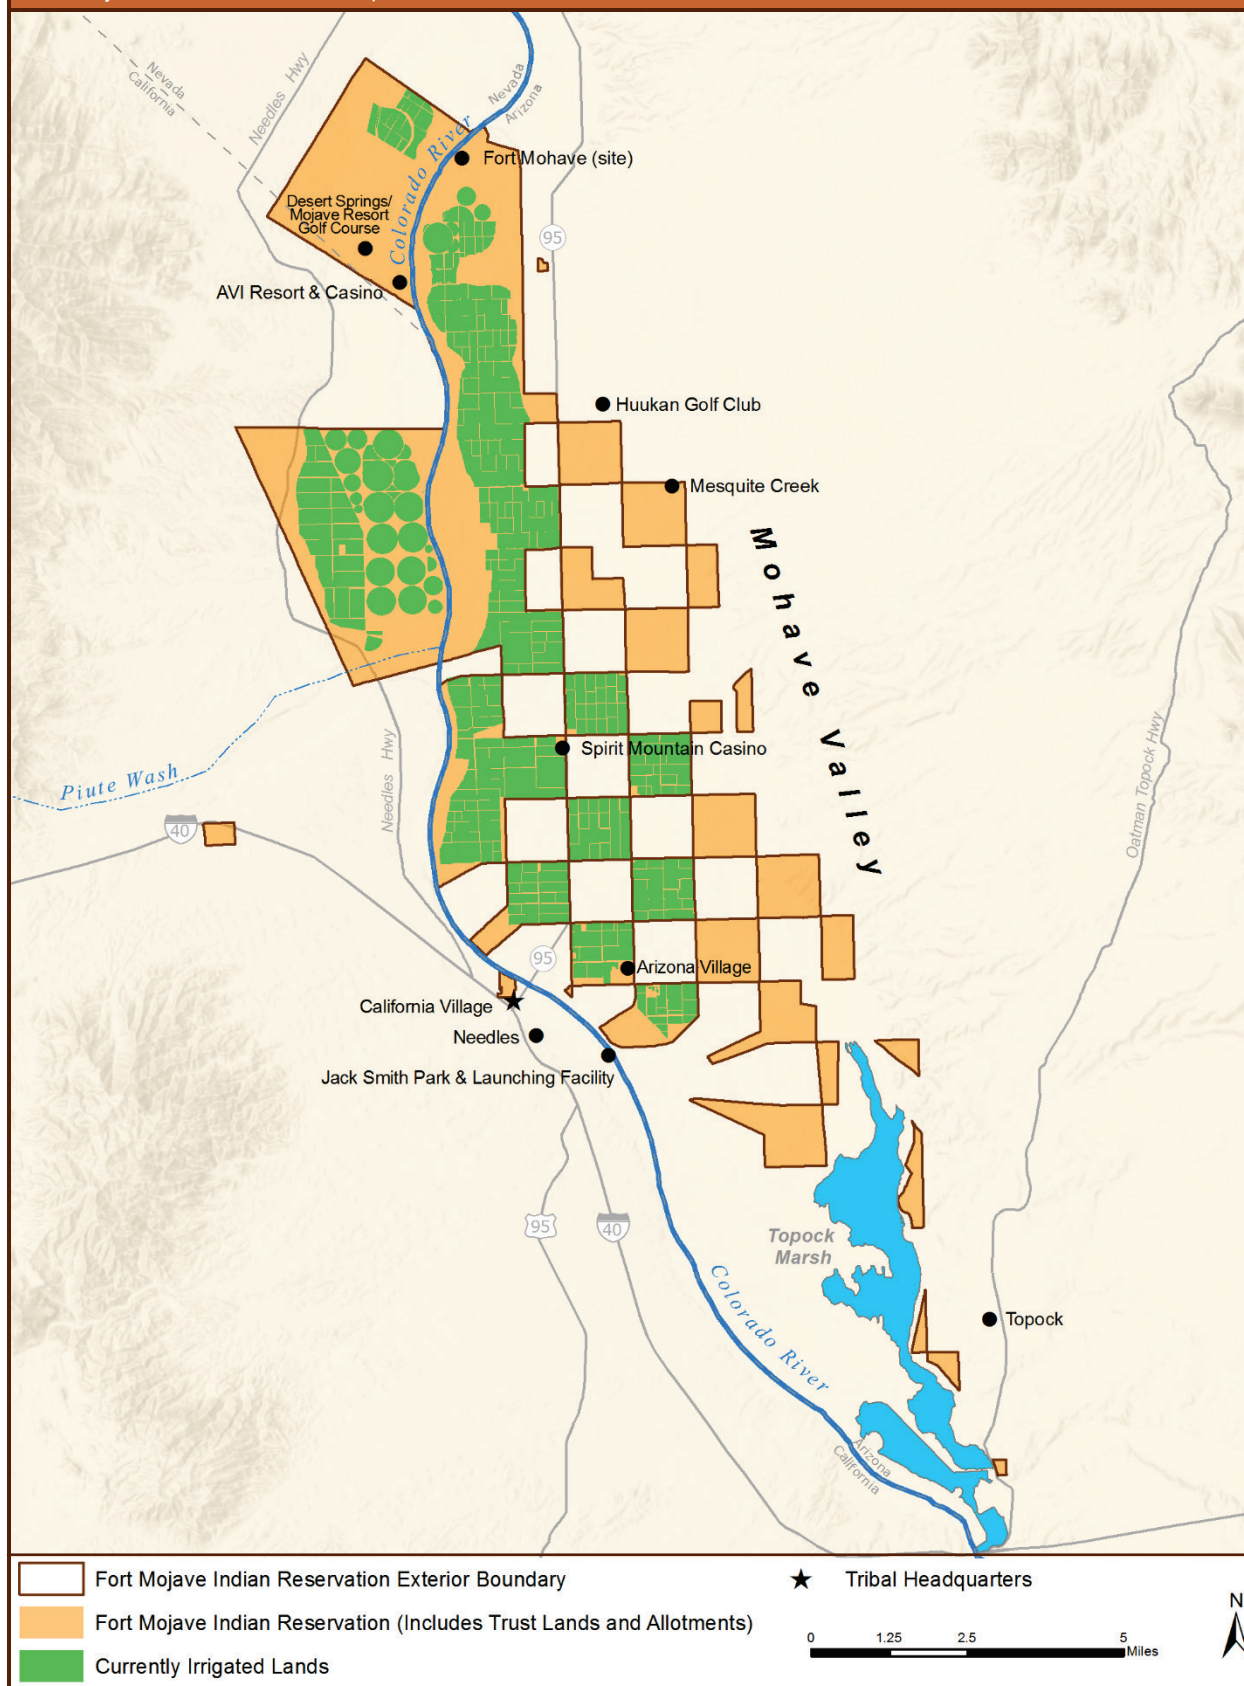 Nevada
California
Needles Hwy
Nevada
Arizona
Colorado River
Fort Mohave (site)
Desert Springs/
Mojave Resort
Golf Course
95
AVI Resort & Casino
Huukan Golf Club
Mesquite Creek
Mohave Valley
Spirit Mountain Casino
Piute Wash
Needles Hwy
Oatman Topock Hwy
40
95
Arizona Village
California Village
Needles
Jack Smith Park & Launching Facility
95
40
Topock
Marsh
Colorado River
Topock
Arizona
California
Fort Mojave Indian Reservation Exterior Boundary
Tribal Headquarters
Fort Mojave Indian Reservation (Includes Trust Lands and Allotments)
Currently Irrigated Lands
0 1.25 2.5 5
Miles
N